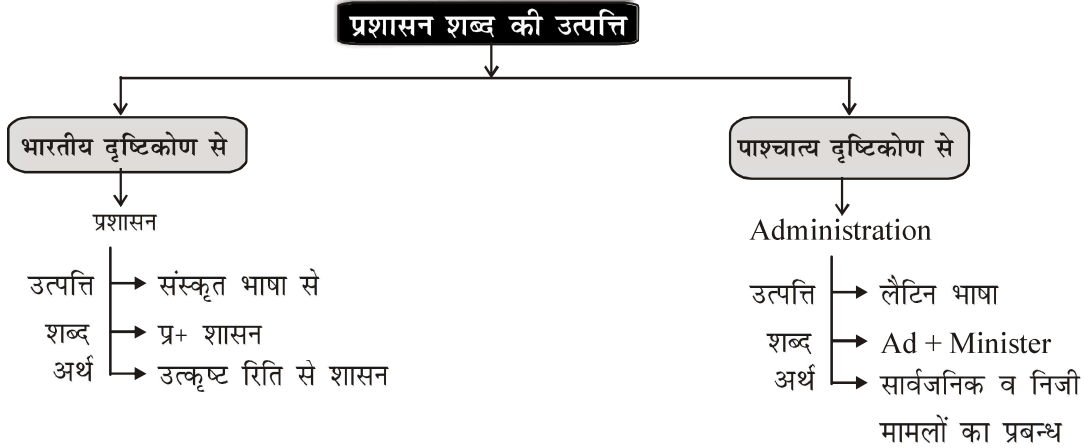 प्रशासन शब्द की उत्पत्ति
भारतीय दृष्टिकोण से
प्रशासन
उत्पत्ति संस्कृत भाषा से
शब्द प्र+ शासन
अर्थ उत्कृष्ट रिति से शासन
पाश्चात्य दृष्टिकोण से
Administration
उत्पत्ति लैटिन भाषा
शब्द Ad + Minister
अर्थ सार्वजनिक व निजी
मामलों का प्रबन्ध